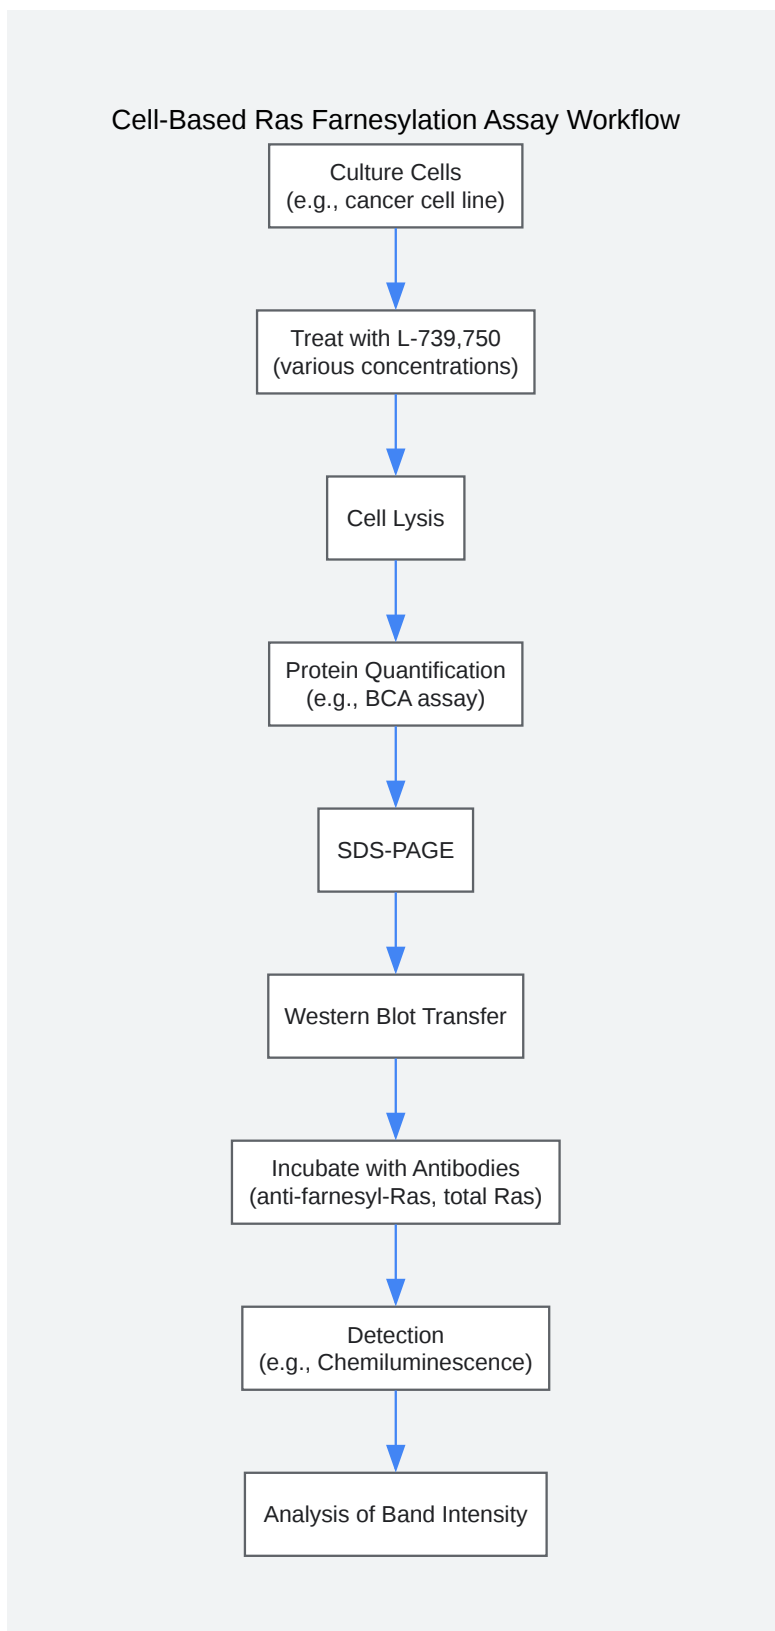 Cell-Based Ras Farnesylation Assay Workflow
Culture Cells
(e.g., cancer cell line)
Treat with L-739,750
(various concentrations)
Cell Lysis
Protein Quantification
(e.g., BCA assay)
SDS-PAGE
Western Blot Transfer
Incubate with Antibodies
(anti-farnesyl-Ras, total Ras)
Detection
(e.g., Chemiluminescence)
Analysis of Band Intensity